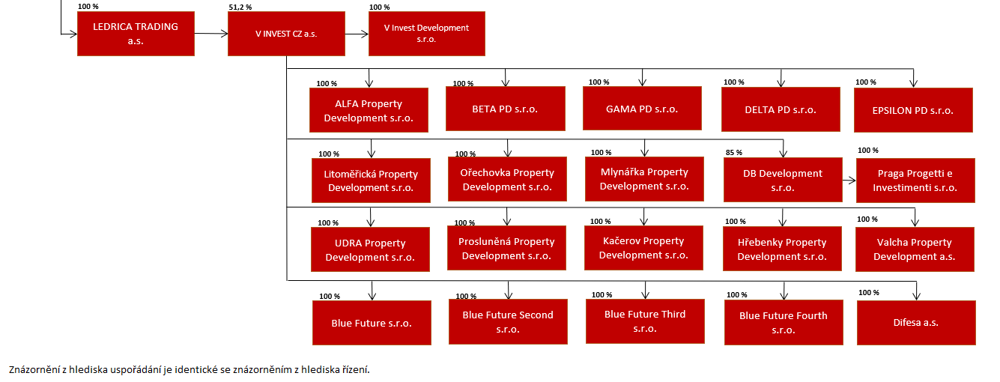 100 %
51,2 %
100 %
LEDRICA TRADING
a.s.
V INVEST CZ a.s.
V Invest Development
s.r.o.
100 %
100 %
100 %
100 %
100 %
ALFA Property
Development s.r.o.
BETA PD s.r.o.
GAMA PD s.r.o.
DELTA PD s.r.o.
EPSILON PD s.r.o.
100 %
100 %
100 %
85 %
100 %
Litoměřická Property
Development s.r.o.
Ořechovka Property
Development s.r.o.
Mlynářka Property
Development s.r.o.
DB Development
s.r.o.
Praga Progetti e
Investimenti s.r.o.
100 %
100 %
100 %
100 %
100 %
UDRA Property
Development s.r.o.
Prosluněná Property
Development s.r.o.
Kačerov Property
Development s.r.o.
Hřebenky Property
Development s.r.o.
Valcha Property
Development a.s.
100 %
100 %
100 %
100 %
100 %
Blue Future s.r.o.
Blue Future Second
s.r.o.
Blue Future Third
s.r.o.
Blue Future Fourth
s.r.o.
Difesa a.s.
Znázornění z hlediska uspořádání je identické se znázorněním z hlediska řízení.